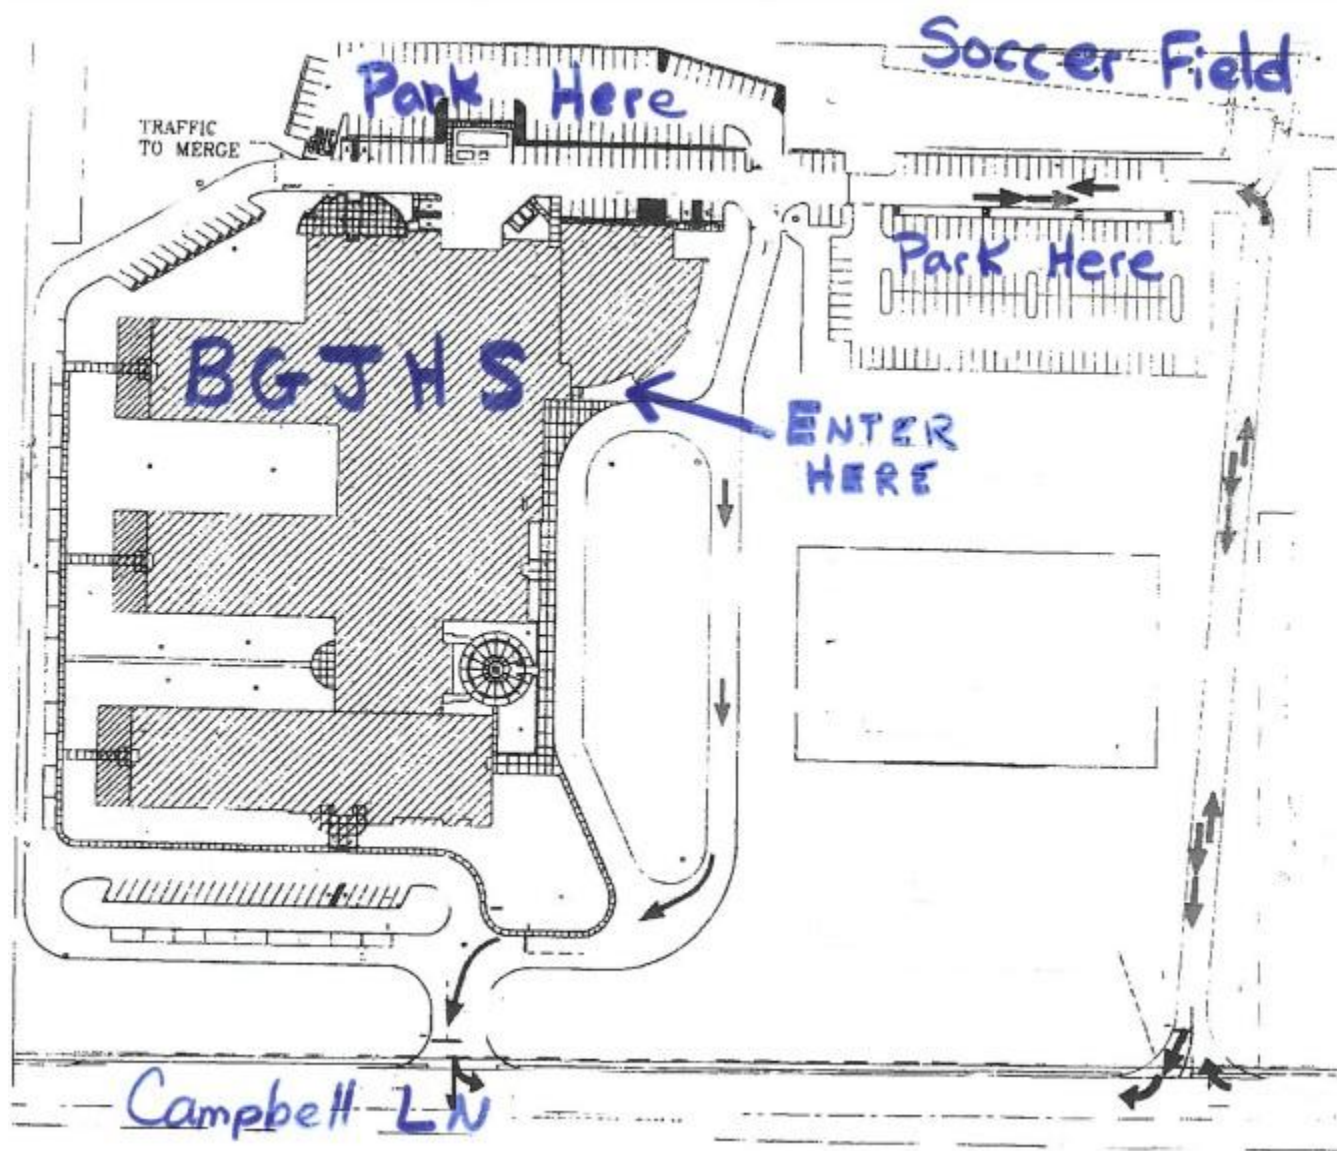 Soccer Field
Park Here
TRAFFIC
TO MERGE
Park Here
BGJHS
ENTER
HERE
Campbell LN